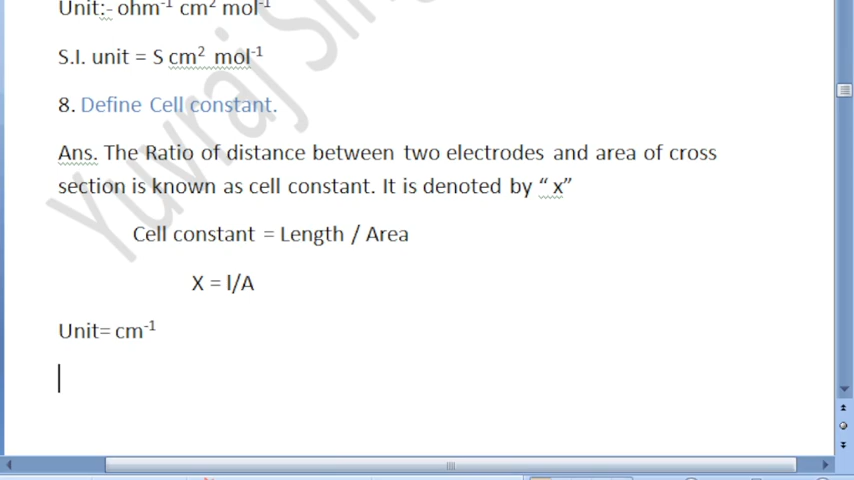 Unit:- ohm⁻¹ cm² mol⁻¹
S.I. unit = S cm² mol⁻¹
8. Define Cell constant.
Ans. The Ratio of distance between two electrodes and area of cross
section is known as cell constant. It is denoted by “ x”
Cell constant = Length / Area
X = l/A
Unit= cm⁻¹
Yuvraj Sin